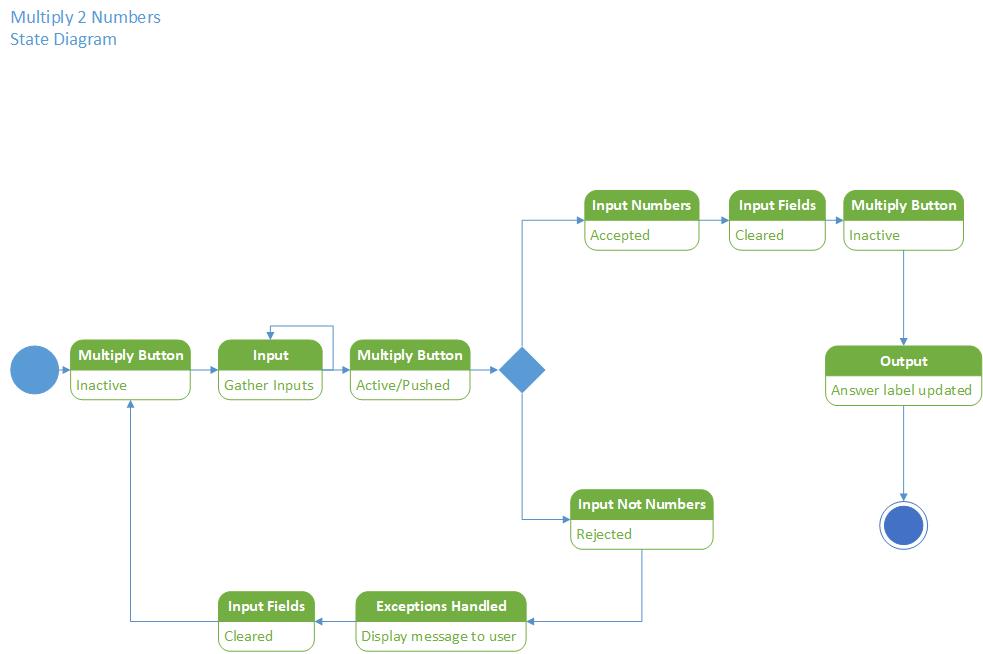 Multiply 2 Numbers
State Diagram
Input Numbers
Accepted
Input Fields
Cleared
Multiply Button
Inactive
Multiply Button
Inactive
Input
Gather Inputs
Multiply Button
Active/Pushed
Output
Answer label updated
Input Not Numbers
Rejected
Input Fields
Cleared
Exceptions Handled
Display message to user